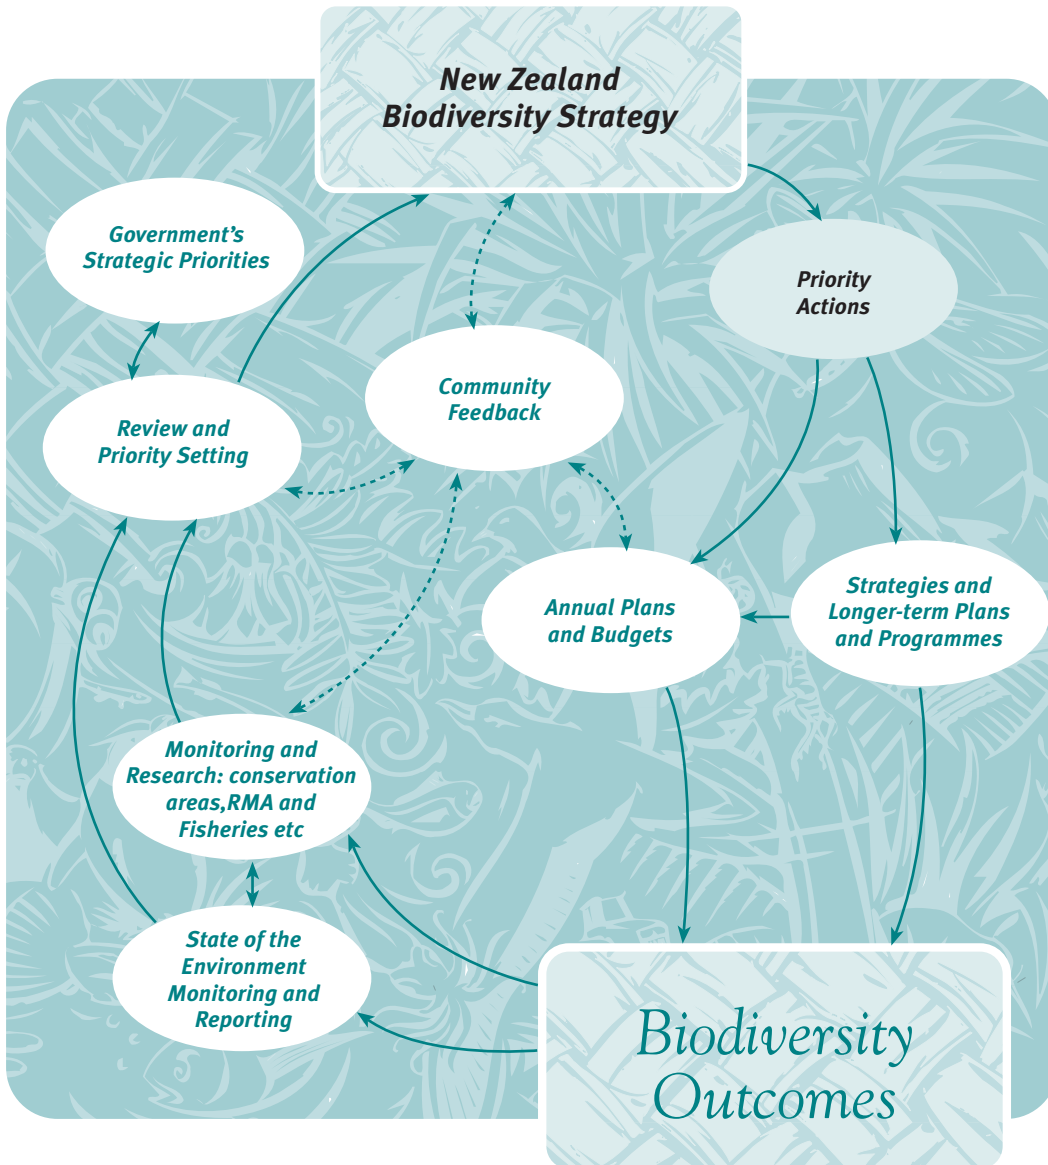 New Zealand
Biodiversity Strategy
Government's
Strategic Priorities
Priority
Actions
Community
Feedback
Review and
Priority Setting
Annual Plans
and Budgets
Strategies and
Longer-term Plans
and Programmes
Monitoring and
Research: conservation
areas,RMA and
Fisheries etc
State of the
Environment
Monitoring and
Reporting
Biodiversity
Outcomes